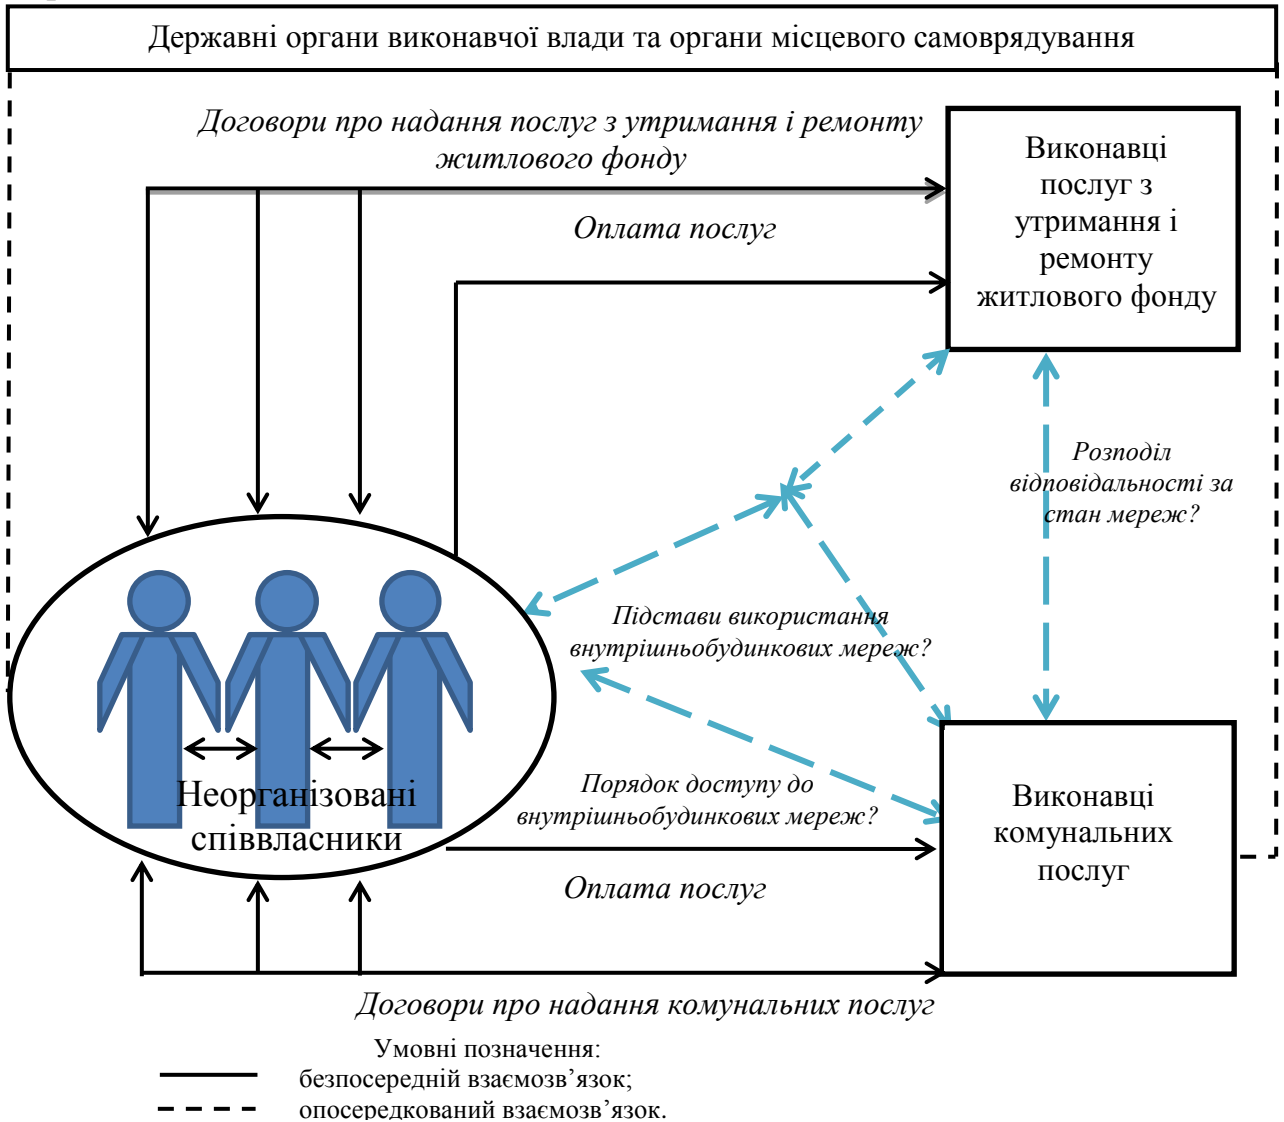 Державні органи виконавчої влади та органи місцевого самоврядування
Договори про надання послуг з утримання і ремонту
житлового фонду
Виконавці
послуг з
утримання і
ремонту
житлового фонду
Оплата послуг
Розподіл
відповідальності за
стан мереж?
Підстави використання
внутрішньобудинкових мереж?
Неорганізовані
співвласники
Порядок доступу до
внутрішньобудинкових мереж?
Виконавці
комунальних
послуг
Оплата послуг
Договори про надання комунальних послуг
Умовні позначення:
безпосередній взаємозв’язок;
опосередкований взаємозв’язок.